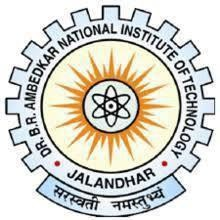 DR. B.R. AMBEDKAR NATIONAL INSTITUTE OF TECHNOLOGY
· JALANDHAR ·
सरस्वती नमस्तुभ्यं